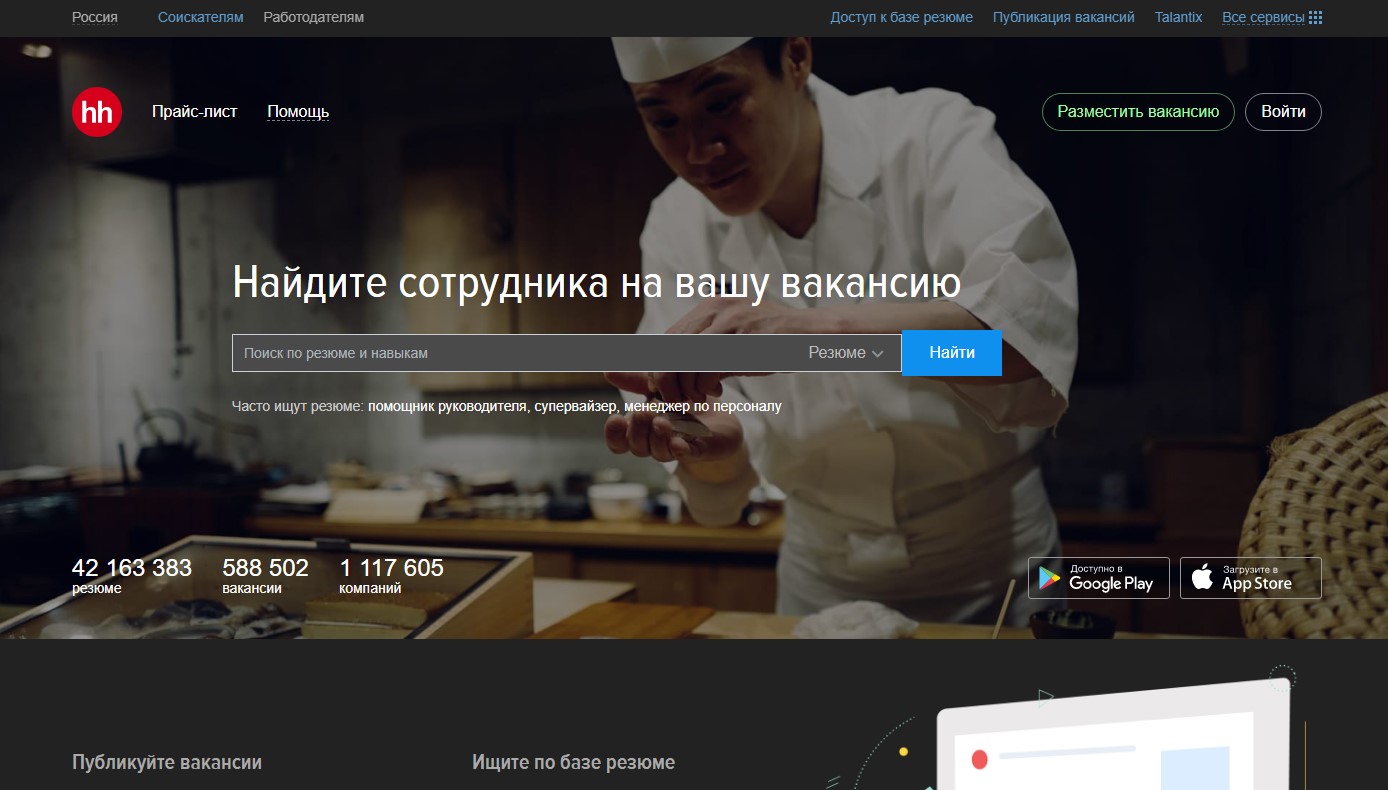 Россия Соискателям Работодателям Доступ к базе резюме Публикация вакансий Talantix Все сервисы
hh Прайс-лист Помощь Разместить вакансию Войти
Найдите сотрудника на вашу вакансию
Поиск по резюме и навыкам Резюме Найти
Часто ищут резюме: помощник руководителя, супервайзер, менеджер по персоналу
42 163 383 588 502 1 117 605
резюме вакансии компаний
Доступно в Google Play
Загрузите в App Store
Публикуйте вакансии Ищите по базе резюме